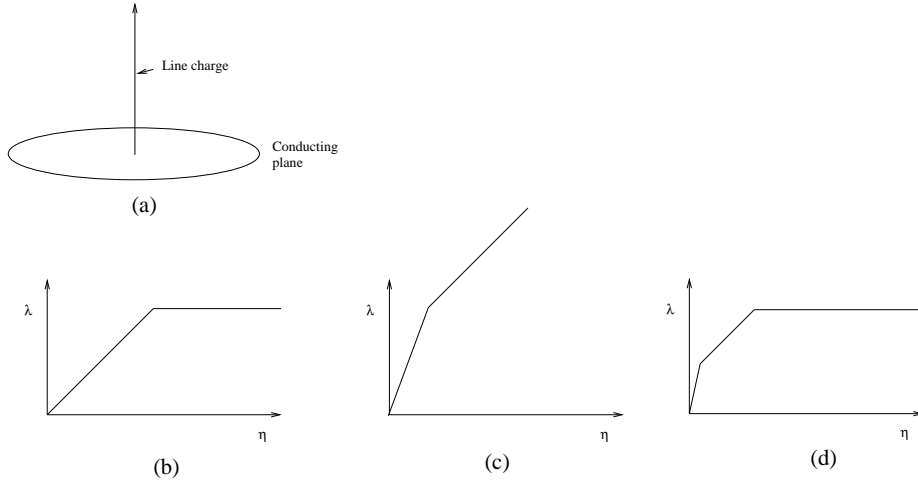 Line charge
Conducting
plane
(a)
λ
η
(b)
λ
η
(c)
λ
η
(d)